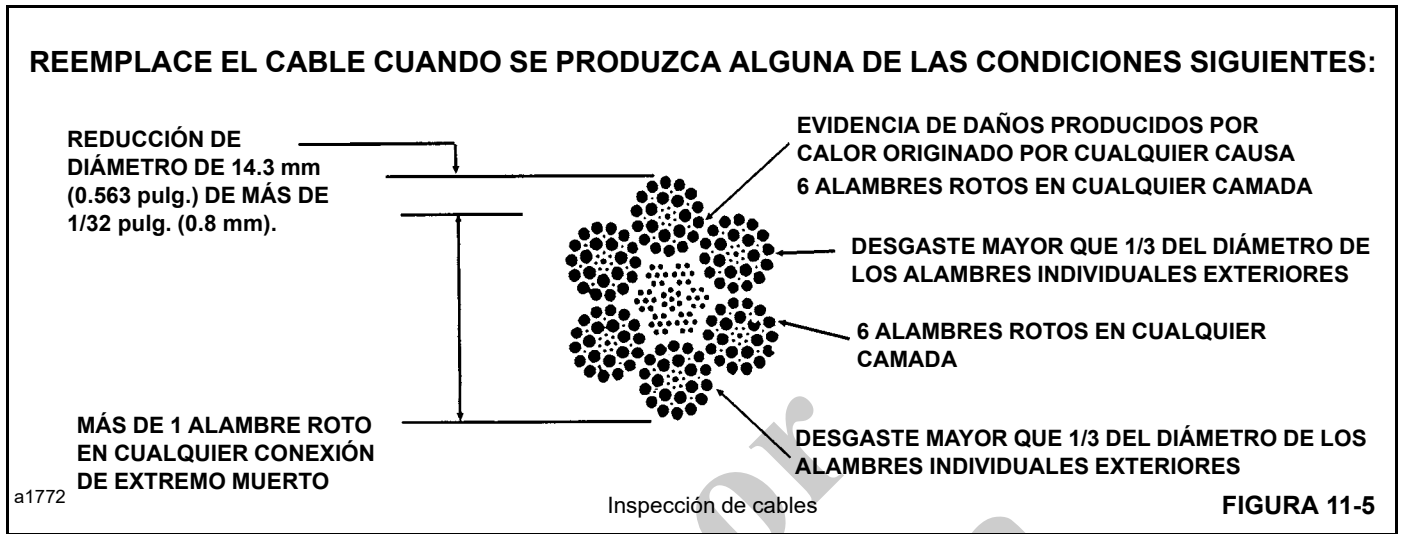 REEMPLACE EL CABLE CUANDO SE PRODUZCA ALGUNA DE LAS CONDICIONES SIGUIENTES:
REDUCCIÓN DE
DIÁMETRO DE 14.3 mm
(0.563 pulg.) DE MÁS DE
1/32 pulg. (0.8 mm).
MÁS DE 1 ALAMBRE ROTO
EN CUALQUIER CONEXIÓN
DE EXTREMO MUERTO
EVIDENCIA DE DAÑOS PRODUCIDOS POR
CALOR ORIGINADO POR CUALQUIER CAUSA
6 ALAMBRES ROTOS EN CUALQUIER CAMADA
DESGASTE MAYOR QUE 1/3 DEL DIÁMETRO DE
LOS ALAMBRES INDIVIDUALES EXTERIORES
6 ALAMBRES ROTOS EN CUALQUIER
CAMADA
DESGASTE MAYOR QUE 1/3 DEL DIÁMETRO DE LOS
ALAMBRES INDIVIDUALES EXTERIORES
a1772
Inspección de cables
FIGURA 11-5